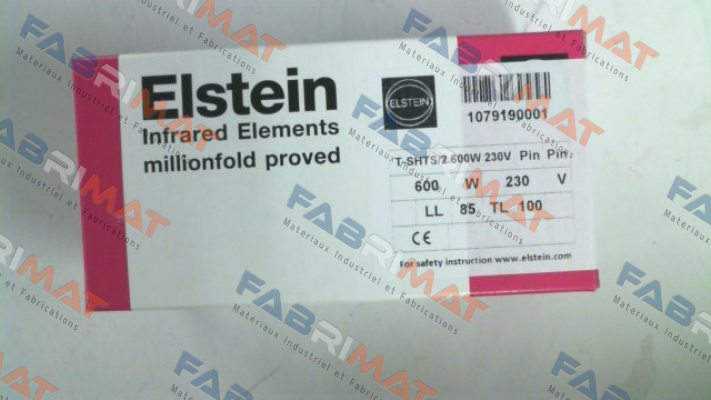 Elstein
Infrared Elements
millionfold proved
ELSTEIN
1079190001
T-SHTS/2.600W 230V Pin Pin.
600 W 230 V
LL 85 TL 100
CE
For safety instruction www.elstein.com
FABRIMAT
Materiaux Industriel et Fabrications